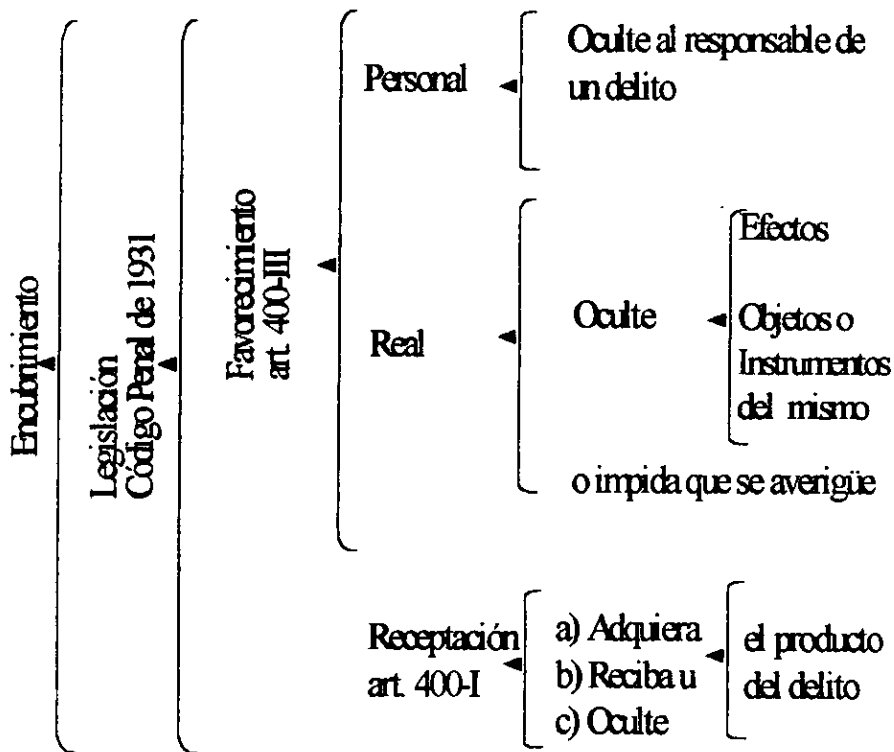 Encubrimiento
Legislación
Código Penal de 1931
Favorecimiento
art. 400-III
Personal
Oculte al responsable de
un delito
Real
Oculte
Efectos
Objetos o
Instrumentos
del mismo
o impida que se averigüe
Receptación
art. 400-I
a) Adquiera
b) Reciba u
c) Oculte
el producto
del delito